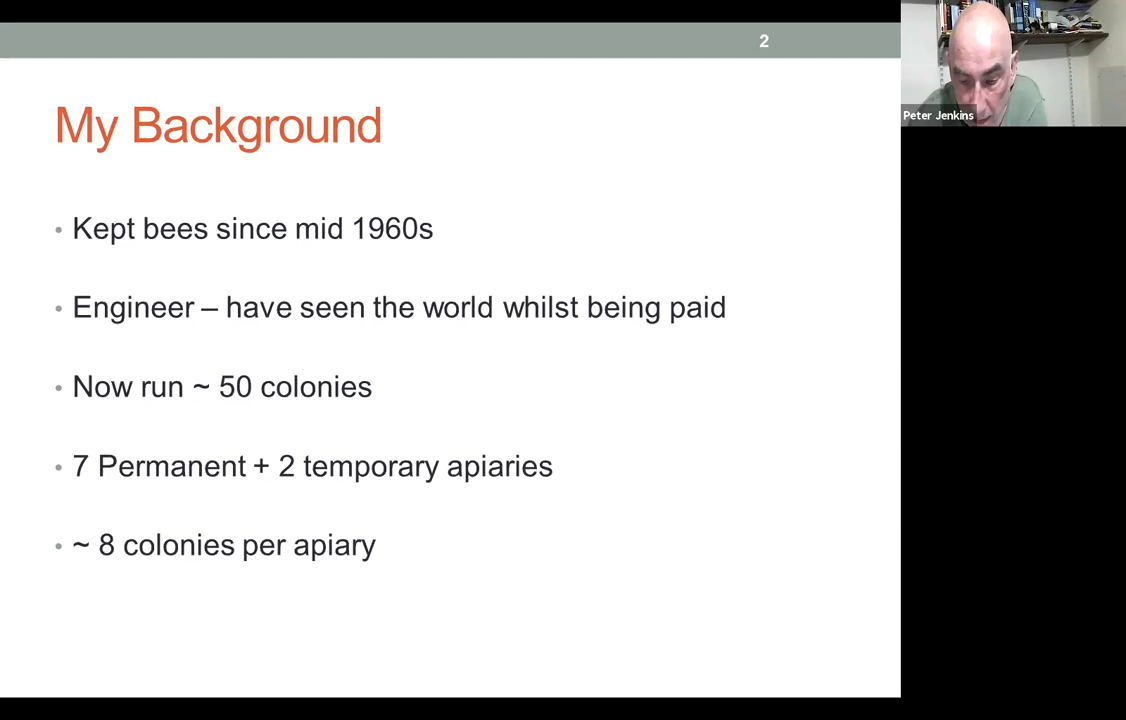 2
My Background
• Kept bees since mid 1960s
• Engineer – have seen the world whilst being paid
• Now run ~ 50 colonies
• 7 Permanent + 2 temporary apiaries
• ~ 8 colonies per apiary
Peter Jenkins